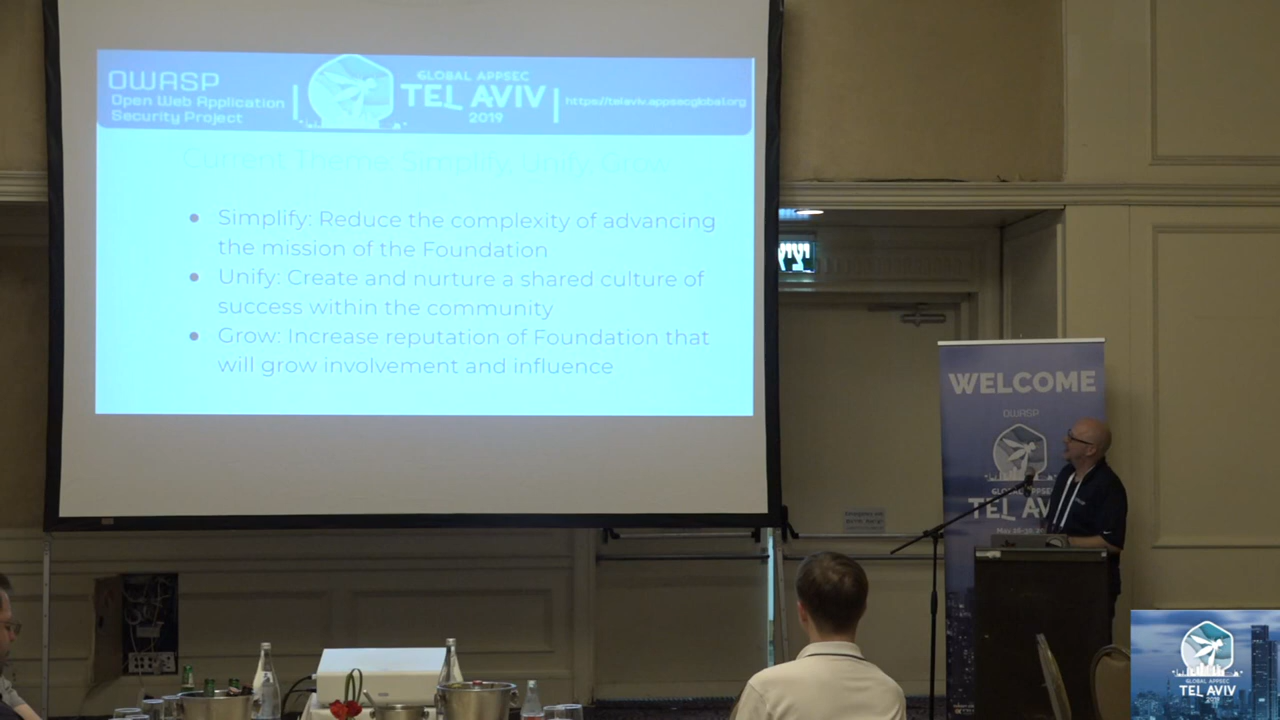 OWASP
Open Web Application
Security Project
GLOBAL APPSEC
TEL AVIV
2019
https://telaviv.appsecglobal.org
Current Theme: Simplify, Unify, Grow
● Simplify: Reduce the complexity of advancing
the mission of the Foundation
● Unify: Create and nurture a shared culture of
success within the community
● Grow: Increase reputation of Foundation that
will grow involvement and influence
WELCOME
OWASP
GLOBAL APPSEC
TEL AV
GLOBAL APPSEC
TEL AVIV
2019